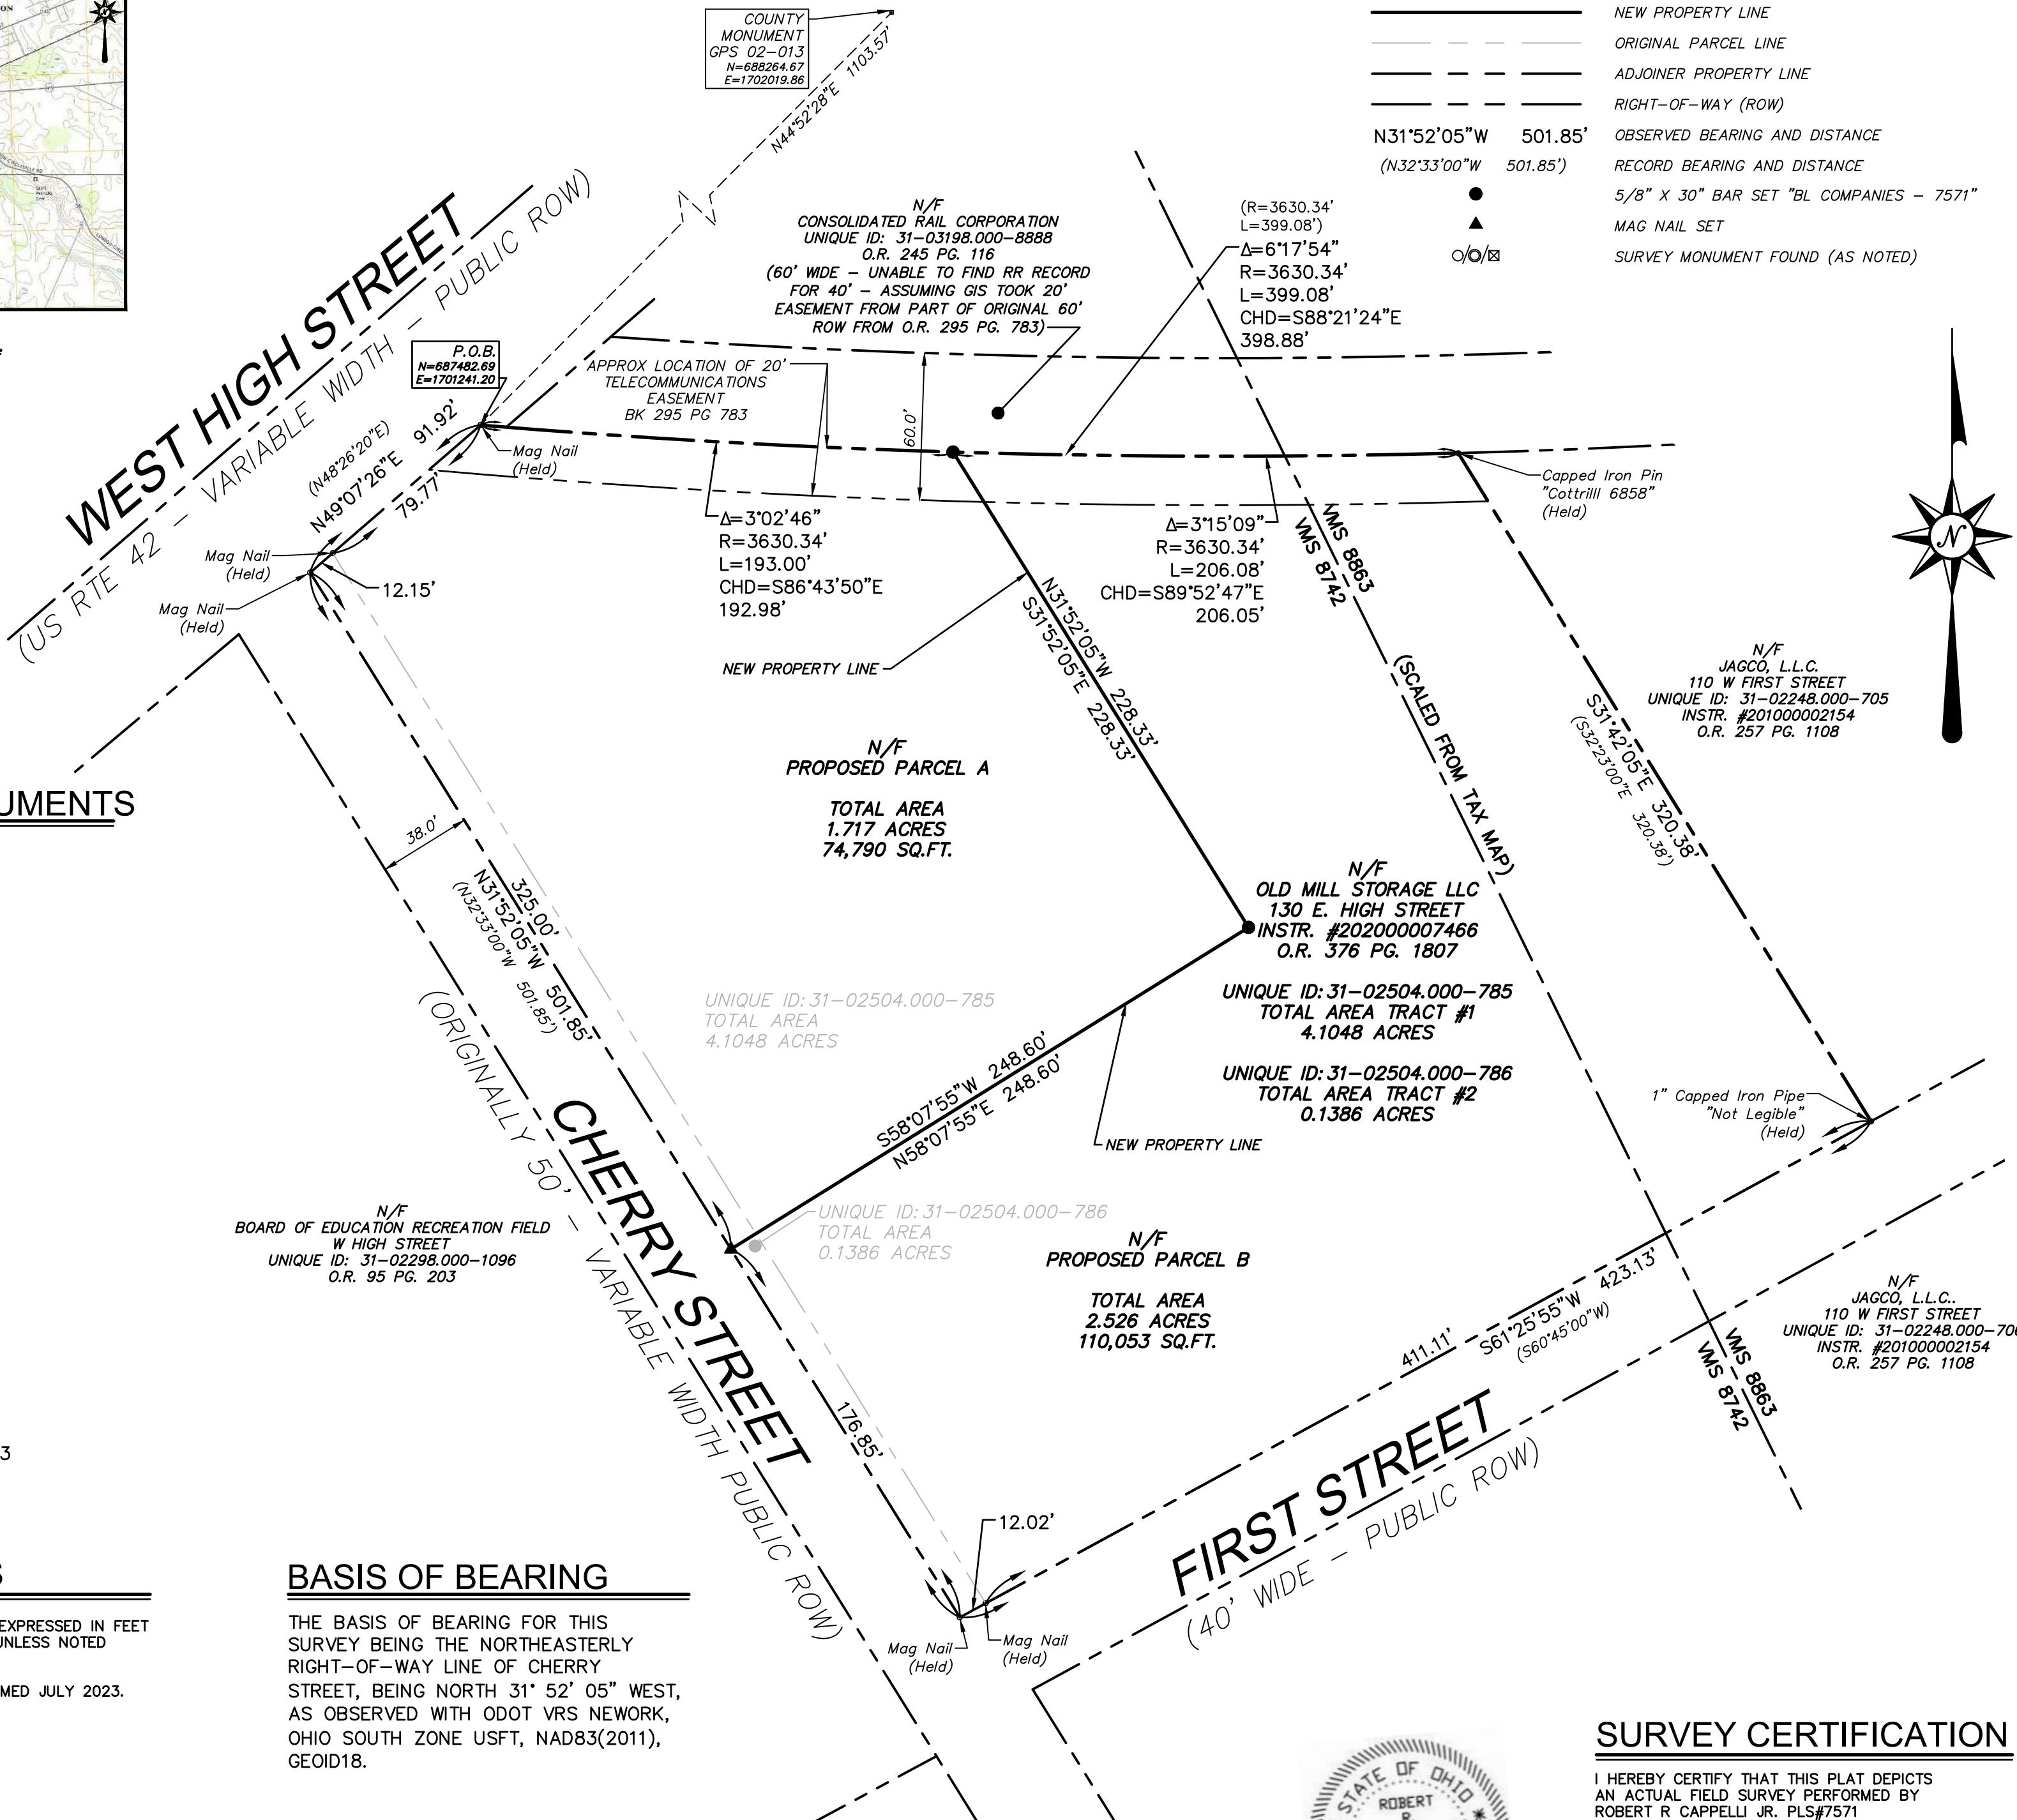 COUNTY
MONUMENT
GPS 02-013
N=688264.67
E=1702019.86
N44°52'28"E 1103.57'
NEW PROPERTY LINE
ORIGINAL PARCEL LINE
ADJOINER PROPERTY LINE
RIGHT-OF-WAY (ROW)
N31°52'05"W 501.85' OBSERVED BEARING AND DISTANCE
(N32°33'00"W 501.85') RECORD BEARING AND DISTANCE
5/8" X 30" BAR SET "BL COMPANIES - 7571"
MAG NAIL SET
SURVEY MONUMENT FOUND (AS NOTED)
WEST HIGH STREET
(US RTE 42 - VARIABLE WIDTH - PUBLIC ROW)
N/F
CONSOLIDATED RAIL CORPORATION
UNIQUE ID: 31-03198.000-8888
O.R. 245 PG. 116
(60' WIDE - UNABLE TO FIND RR RECORD
FOR 40' - ASSUMING GIS TOOK 20'
EASEMENT FROM PART OF ORIGINAL 60'
ROW FROM O.R. 295 PG. 783)
(R=3630.34'
L=399.08')
Δ=6°17'54"
R=3630.34'
L=399.08'
CHD=S88°21'24"E
398.88'
P.O.B.
N=687482.69
E=1701241.20
APPROX LOCATION OF 20'
TELECOMMUNICATIONS
EASEMENT
BK 295 PG 783
60.0'
(N48°26'20"E)
N49°07'26"E 91.92'
79.77'
Mag Nail
(Held)
Mag Nail
(Held)
Mag Nail
(Held)
12.15'
Capped Iron Pin
"Cottrilll 6858"
(Held)
Δ=3°02'46"
R=3630.34'
L=193.00'
CHD=S86°43'50"E
192.98'
Δ=3°15'09"
R=3630.34'
L=206.08'
CHD=S89°52'47"E
206.05'
VMS 8863
VMS 8742
N
NEW PROPERTY LINE
N31°52'05"W 228.33'
S31°52'05"E 228.33'
(SCALED FROM TAX MAP)
S31°42'05"E 320.38'
(S32°23'00"E 320.38')
N/F
JAGCO, L.L.C.
110 W FIRST STREET
UNIQUE ID: 31-02248.000-705
INSTR. #201000002154
O.R. 257 PG. 1108
N/F
PROPOSED PARCEL A
TOTAL AREA
1.717 ACRES
74,790 SQ.FT.
UMENTS
38.0'
325.00'
N31°52'05"W 501.85'
(N32°33'00"W 501.85')
N/F
OLD MILL STORAGE LLC
130 E. HIGH STREET
INSTR. #202000007466
O.R. 376 PG. 1807
UNIQUE ID: 31-02504.000-785
TOTAL AREA TRACT #1
4.1048 ACRES
UNIQUE ID: 31-02504.000-786
TOTAL AREA TRACT #2
0.1386 ACRES
UNIQUE ID: 31-02504.000-785
TOTAL AREA
4.1048 ACRES
S58°07'55"W 248.60'
N58°07'55"E 248.60'
NEW PROPERTY LINE
1" Capped Iron Pipe
"Not Legible"
(Held)
CHERRY STREET
(ORIGINALLY 50' - VARIABLE WIDTH PUBLIC ROW)
N/F
BOARD OF EDUCATION RECREATION FIELD
W HIGH STREET
UNIQUE ID: 31-02298.000-1096
O.R. 95 PG. 203
UNIQUE ID: 31-02504.000-786
TOTAL AREA
0.1386 ACRES
N/F
PROPOSED PARCEL B
TOTAL AREA
2.526 ACRES
110,053 SQ.FT.
411.11'
S61°25'55"W 423.13'
(S60°45'00"W)
VMS 8863
VMS 8742
N/F
JAGCO, L.L.C..
110 W FIRST STREET
UNIQUE ID: 31-02248.000-70
INSTR. #201000002154
O.R. 257 PG. 1108
176.85'
12.02'
FIRST STREET
(40' WIDE - PUBLIC ROW)
Mag Nail
(Held)
Mag Nail
(Held)
3
S
EXPRESSED IN FEET
UNLESS NOTED
MED JULY 2023.
BASIS OF BEARING
THE BASIS OF BEARING FOR THIS
SURVEY BEING THE NORTHEASTERLY
RIGHT-OF-WAY LINE OF CHERRY
STREET, BEING NORTH 31° 52' 05" WEST,
AS OBSERVED WITH ODOT VRS NEWORK,
OHIO SOUTH ZONE USFT, NAD83(2011),
GEOID18.
STATE OF OHIO
ROBERT
R
SURVEY CERTIFICATION
I HEREBY CERTIFY THAT THIS PLAT DEPICTS
AN ACTUAL FIELD SURVEY PERFORMED BY
ROBERT R CAPPELLI JR. PLS#7571